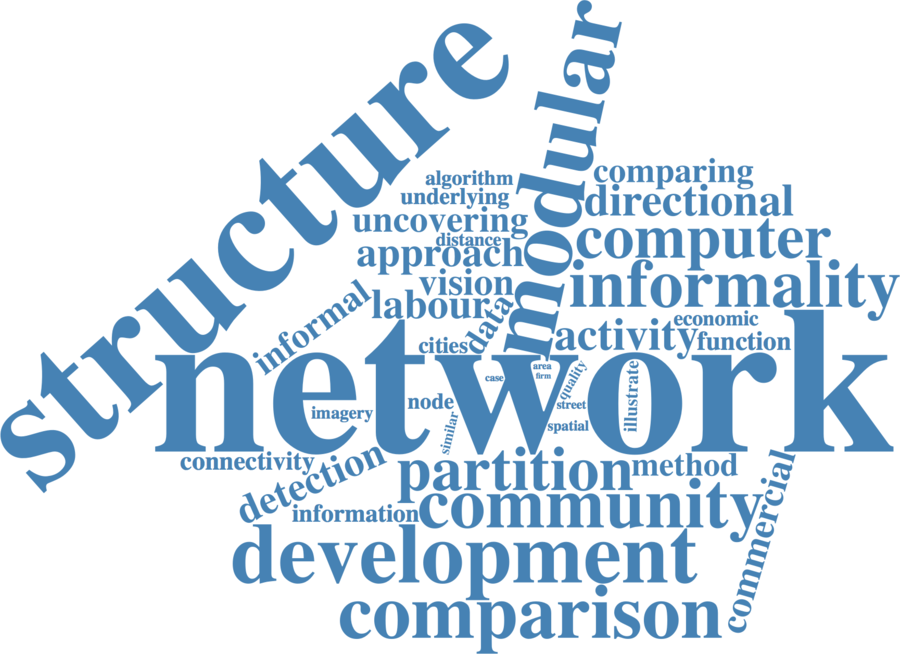 structure
modular
algorithm
comparing
underlying
directional
uncovering
distance
computer
approach
vision
informality
labour
data
informal
economic
activity
function
cities
network
area
case
firm
quality
illustrate
node
street
imagery
similar
spatial
connectivity
detection
partition
method
commercial
information
community
development
comparison